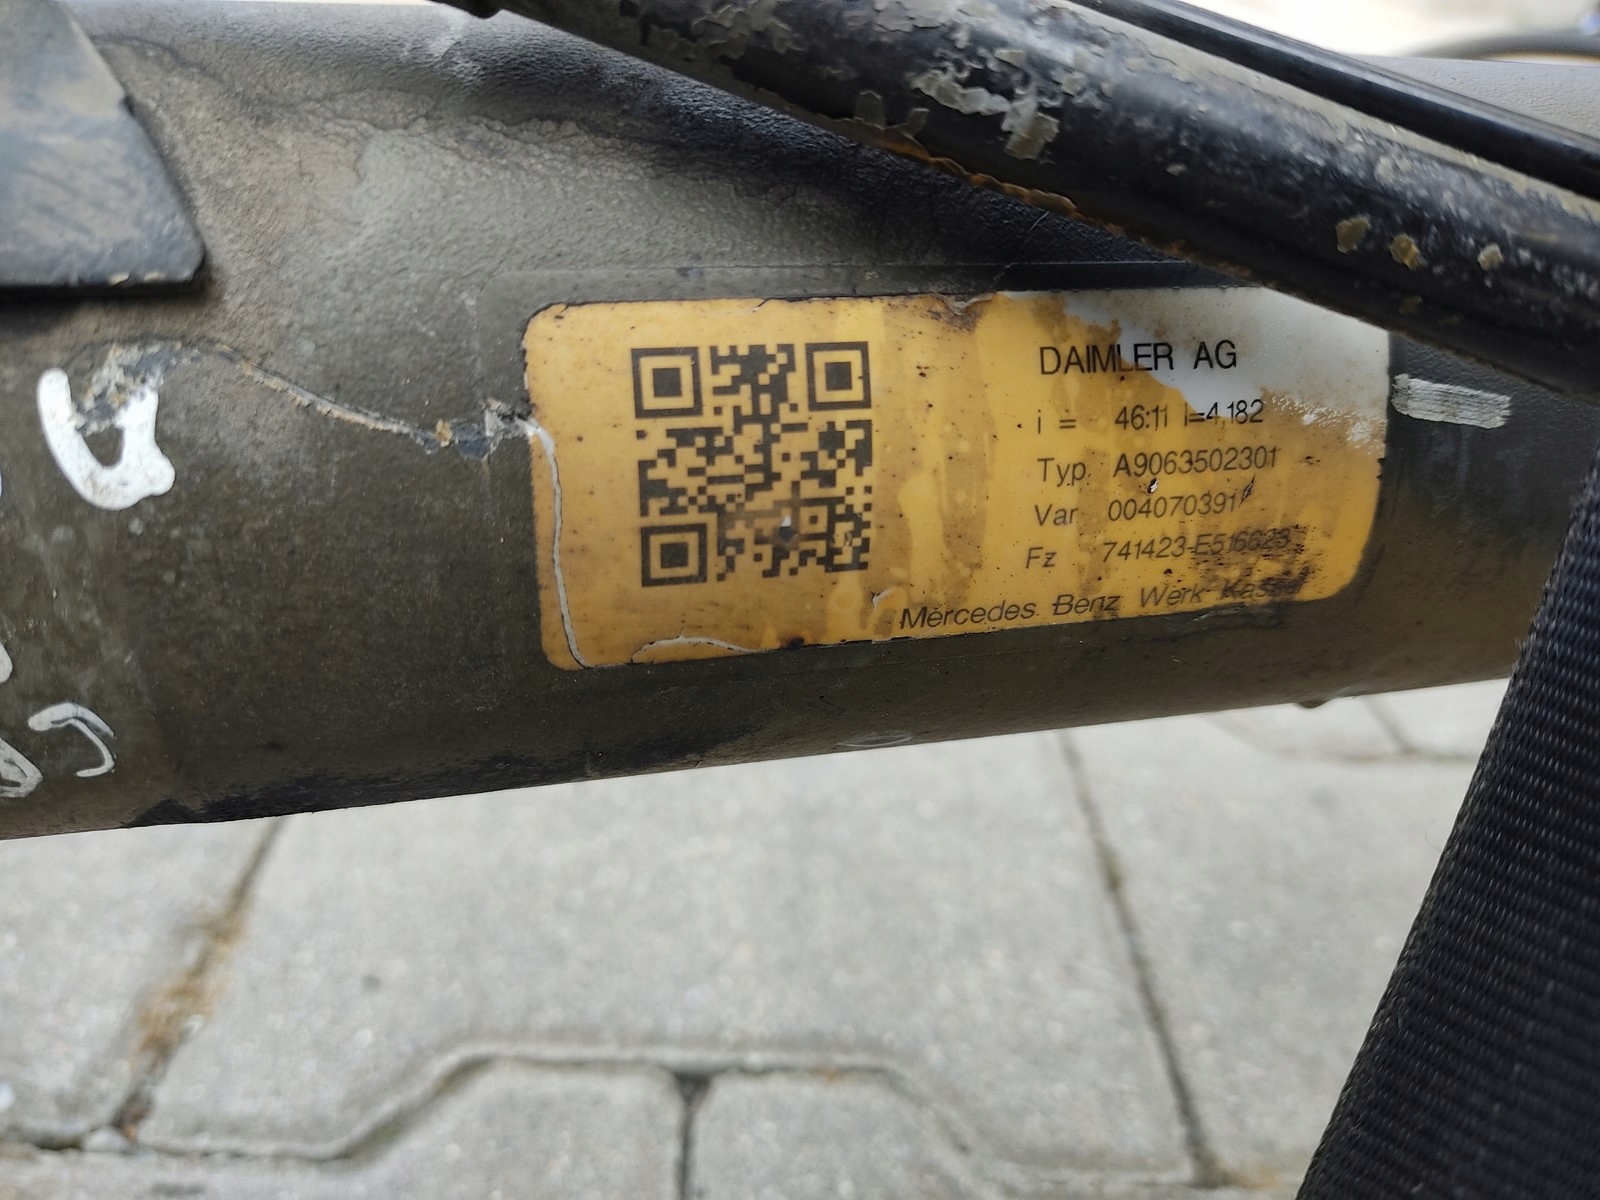 DAIMLER AG
i = 46:11 i=4,182
Typ A9063502301
Var 004070391
Fz 741423-E516623
Mercedes Benz Werk Kassel